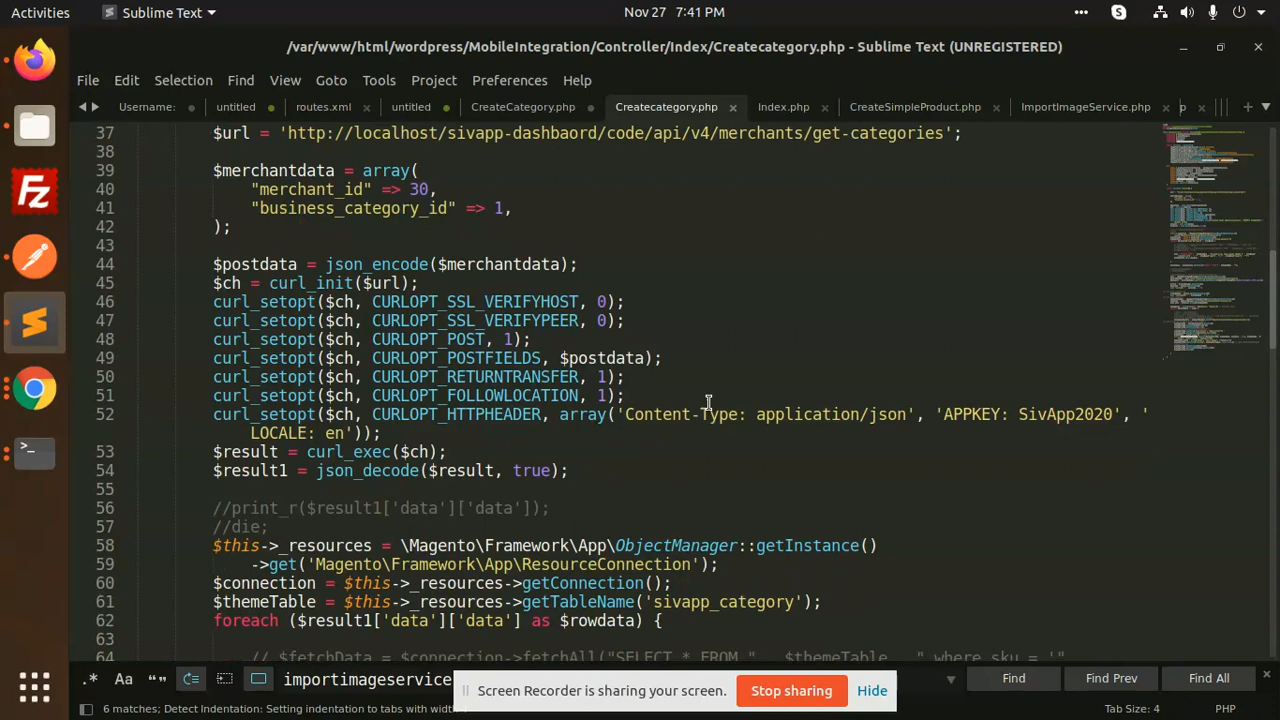 Activities
Sublime Text
Nov 27 7:41 PM
/var/www/html/wordpress/MobileIntegration/Controller/Index/Createcategory.php - Sublime Text (UNREGISTERED)
File Edit Selection Find View Goto Tools Project Preferences Help
Username: untitled routes.xml untitled CreateCategory.php Createcategory.php Index.php CreateSimpleProduct.php ImportImageService.php p
37 $url = 'http://localhost/sivapp-dashbaord/code/api/v4/merchants/get-categories';
38
39 $merchantdata = array(
40 "merchant_id" => 30,
41 "business_category_id" => 1,
42 );
43
44 $postdata = json_encode($merchantdata);
45 $ch = curl_init($url);
46 curl_setopt($ch, CURLOPT_SSL_VERIFYHOST, 0);
47 curl_setopt($ch, CURLOPT_SSL_VERIFYPEER, 0);
48 curl_setopt($ch, CURLOPT_POST, 1);
49 curl_setopt($ch, CURLOPT_POSTFIELDS, $postdata);
50 curl_setopt($ch, CURLOPT_RETURNTRANSFER, 1);
51 curl_setopt($ch, CURLOPT_FOLLOWLOCATION, 1);
52 curl_setopt($ch, CURLOPT_HTTPHEADER, array('Content-Type: application/json', 'APPKEY: SivApp2020', '
LOCALE: en'));
53 $result = curl_exec($ch);
54 $result1 = json_decode($result, true);
55
56 //print_r($result1['data']['data']);
57 //die;
58 $this->_resources = \Magento\Framework\App\ObjectManager::getInstance()
59 ->get('Magento\Framework\App\ResourceConnection');
60 $connection = $this->_resources->getConnection();
61 $themeTable = $this->_resources->getTableName('sivapp_category');
62 foreach ($result1['data']['data'] as $rowdata) {
63
64 // $fetchData = $connection->fetchAll("SELECT * FROM " . $themeTable . " where sku = '"
importimageservice
Find Find Prev Find All
Screen Recorder is sharing your screen. Stop sharing Hide
6 matches; Detect Indentation: Setting indentation to tabs with width
Tab Size: 4 PHP